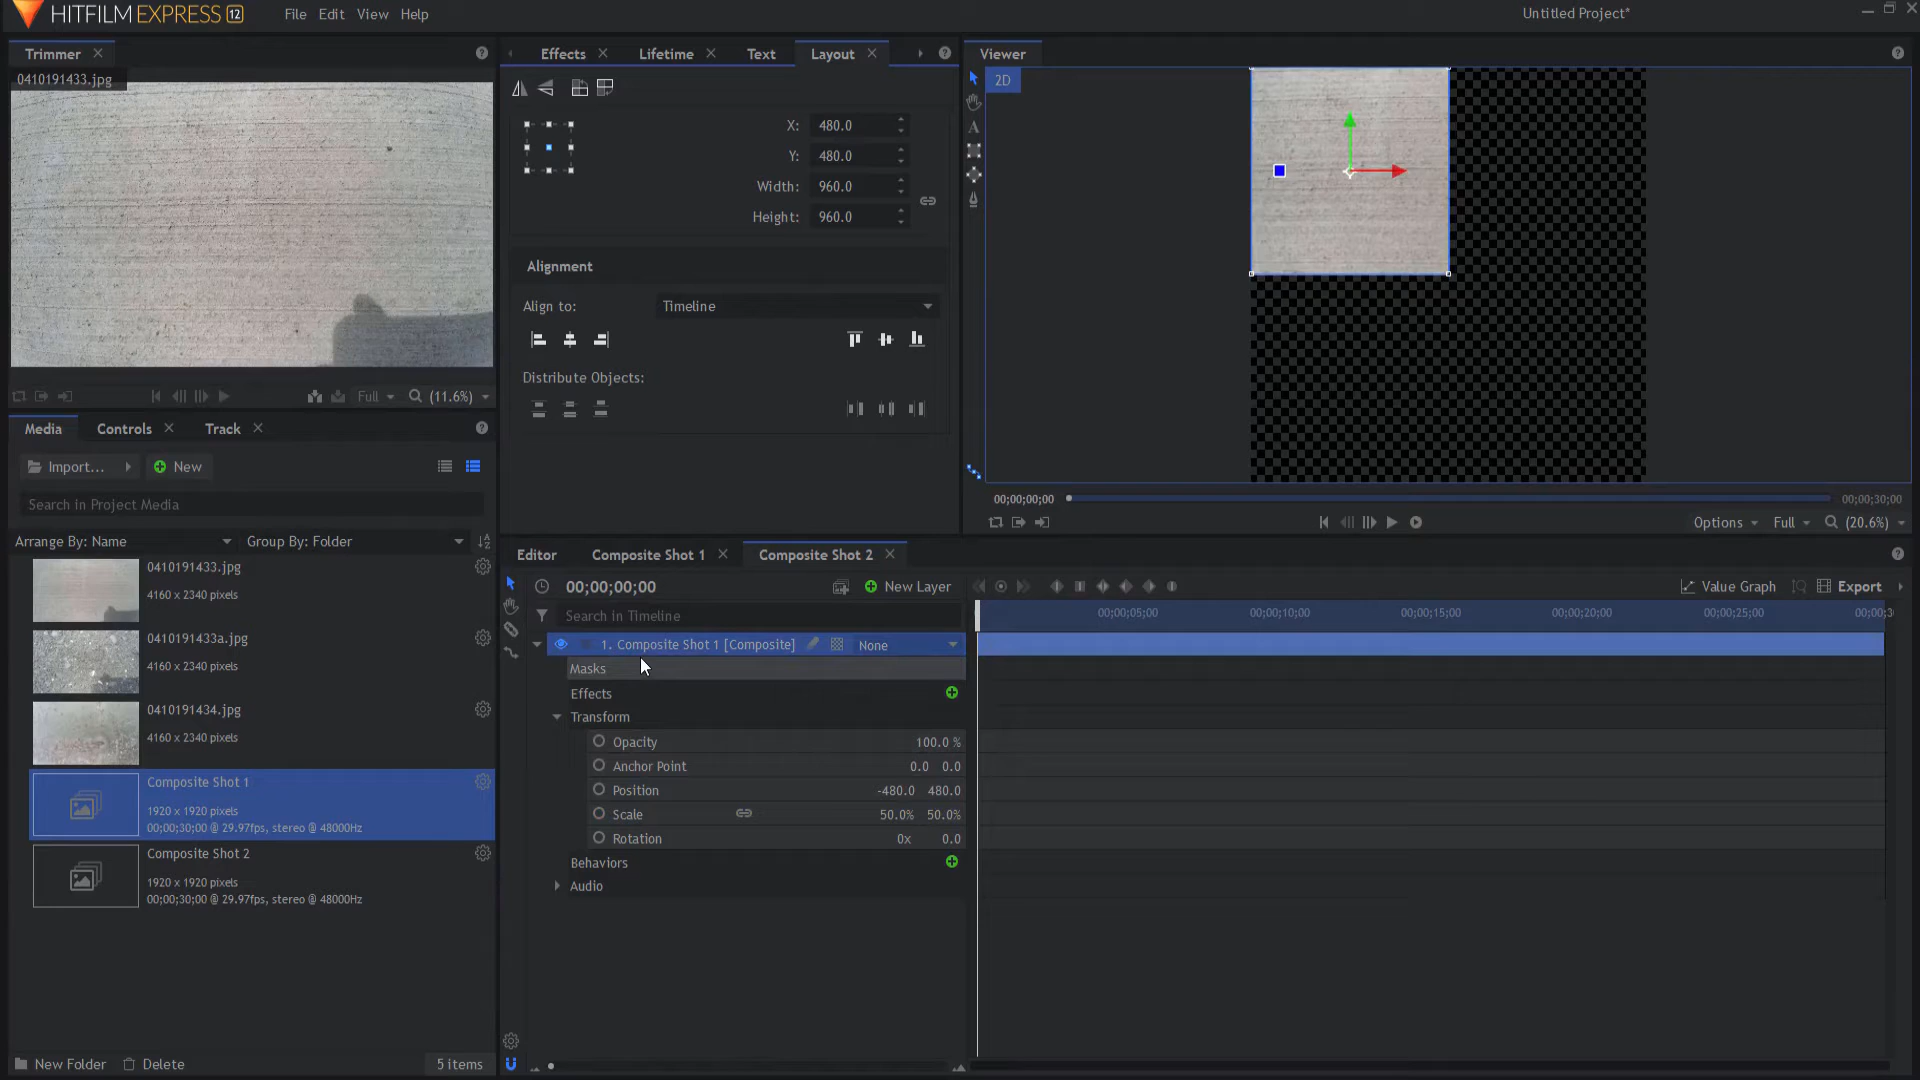 HITFILM EXPRESS 12
File Edit View Help
Untitled Project*
Trimmer
0410191433.jpg
Full (11.6%)
Effects Lifetime Text Layout
X: 480.0
Y: 480.0
Width: 960.0
Height: 960.0
Alignment
Align to: Timeline
Distribute Objects:
Viewer
2D
00;00;00;00
00;00;30;00
Options Full (20.6%)
Media Controls Track
Import... New
Search in Project Media
Arrange By: Name Group By: Folder
0410191433.jpg
4160 x 2340 pixels
0410191433a.jpg
4160 x 2340 pixels
0410191434.jpg
4160 x 2340 pixels
Composite Shot 1
1920 x 1920 pixels
00;00;30;00 @ 29.97fps, stereo @ 48000Hz
Composite Shot 2
1920 x 1920 pixels
00;00;30;00 @ 29.97fps, stereo @ 48000Hz
New Folder Delete 5 items
Editor Composite Shot 1 Composite Shot 2
00;00;00;00 New Layer
Value Graph Export
Search in Timeline
00;00;05;00 00;00;10;00 00;00;15;00 00;00;20;00 00;00;25;00
1. Composite Shot 1 [Composite] None
Masks
Effects
Transform
Opacity 100.0 %
Anchor Point 0.0 0.0
Position -480.0 480.0
Scale 50.0% 50.0%
Rotation 0x 0.0
Behaviors
Audio